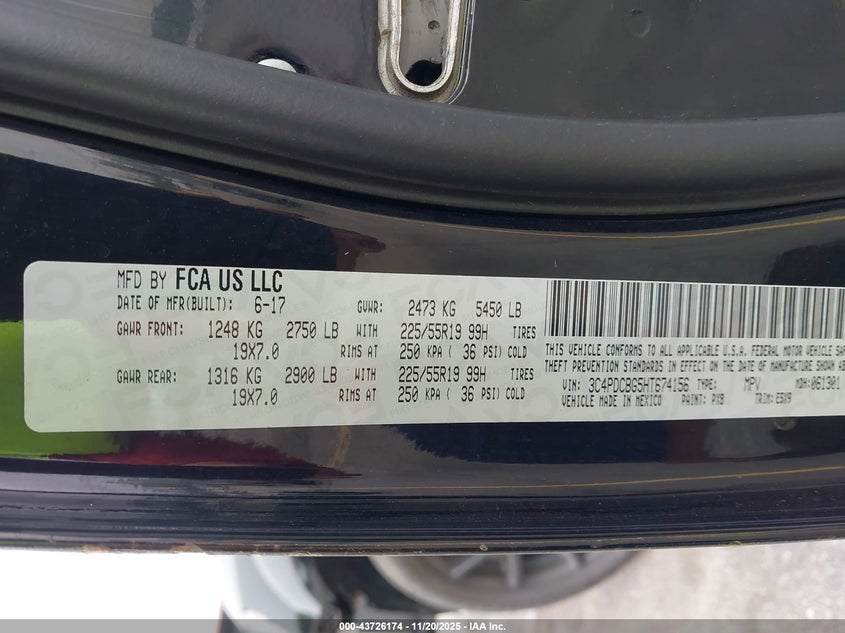 MFD BY FCA US LLC
DATE OF MFR(BUILT): 6-17 GVWR: 2473 KG 5450 LB
GAWR FRONT: 1248 KG 2750 LB WITH 225/55R19 99H TIRES
19X7.0 RIMS AT 250 KPA ( 36 PSI) COLD
GAWR REAR: 1316 KG 2900 LB WITH 225/55R19 99H TIRES
19X7.0 RIMS AT 250 KPA ( 36 PSI) COLD
THIS VEHICLE CONFORMS TO ALL APPLICABLE U.S.A. FEDERAL MOTOR VEHICLE SAFE
THEFT PREVENTION STANDARDS IN EFFECT ON THE DATE OF MANUFACTURE SHOW
VIN: 3C4PDCBG5HT674156 TYPE: MPV MDH: 061301
VEHICLE MADE IN MEXICO PAINT: PX8 TRIM: E5X9
000-43726174 - 11/20/2025 - IAA Inc.